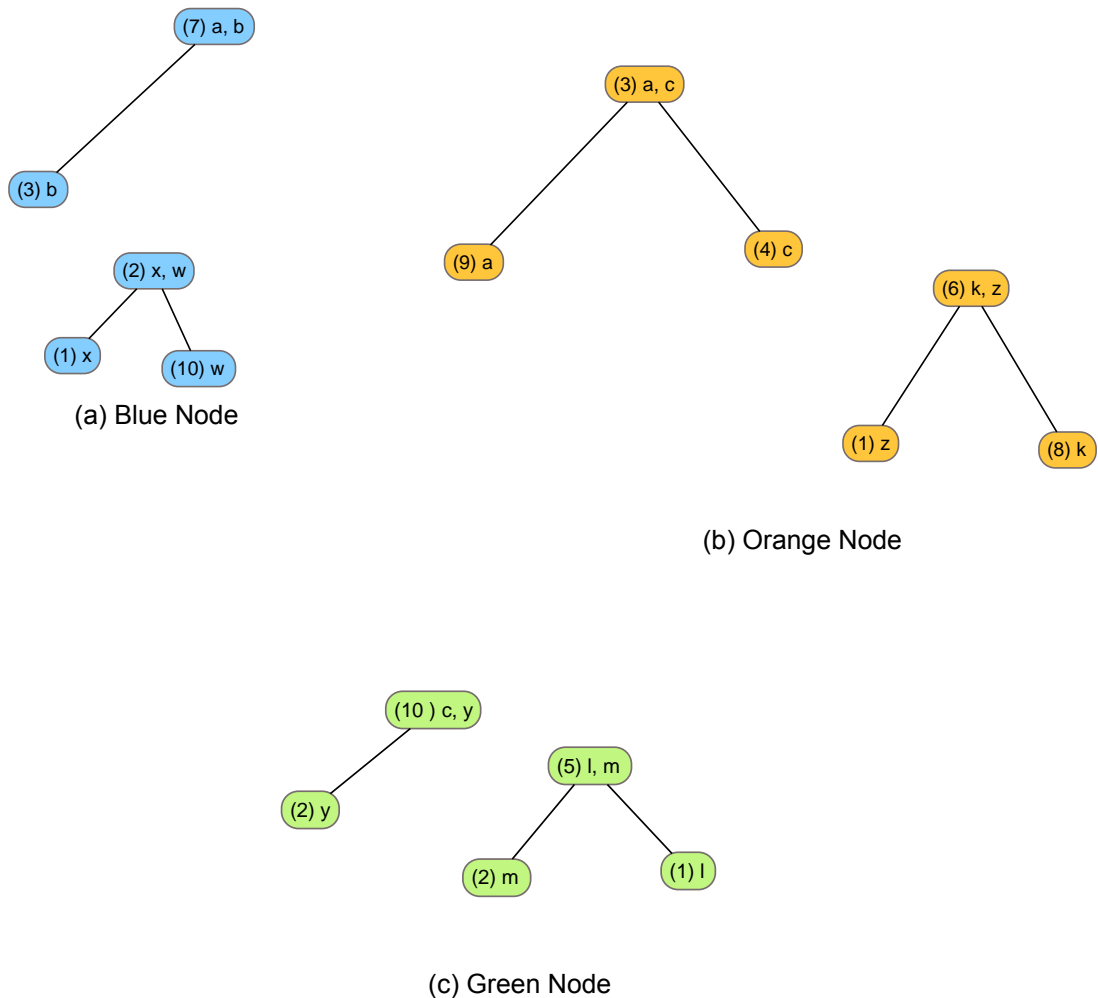 (7) a, b
(3) b
(2) x, w
(1) x
(10) w
(a) Blue Node
(3) a, c
(9) a
(4) c
(6) k, z
(1) z
(8) k
(b) Orange Node
(10 ) c, y
(2) y
(5) l, m
(2) m
(1) l
(c) Green Node